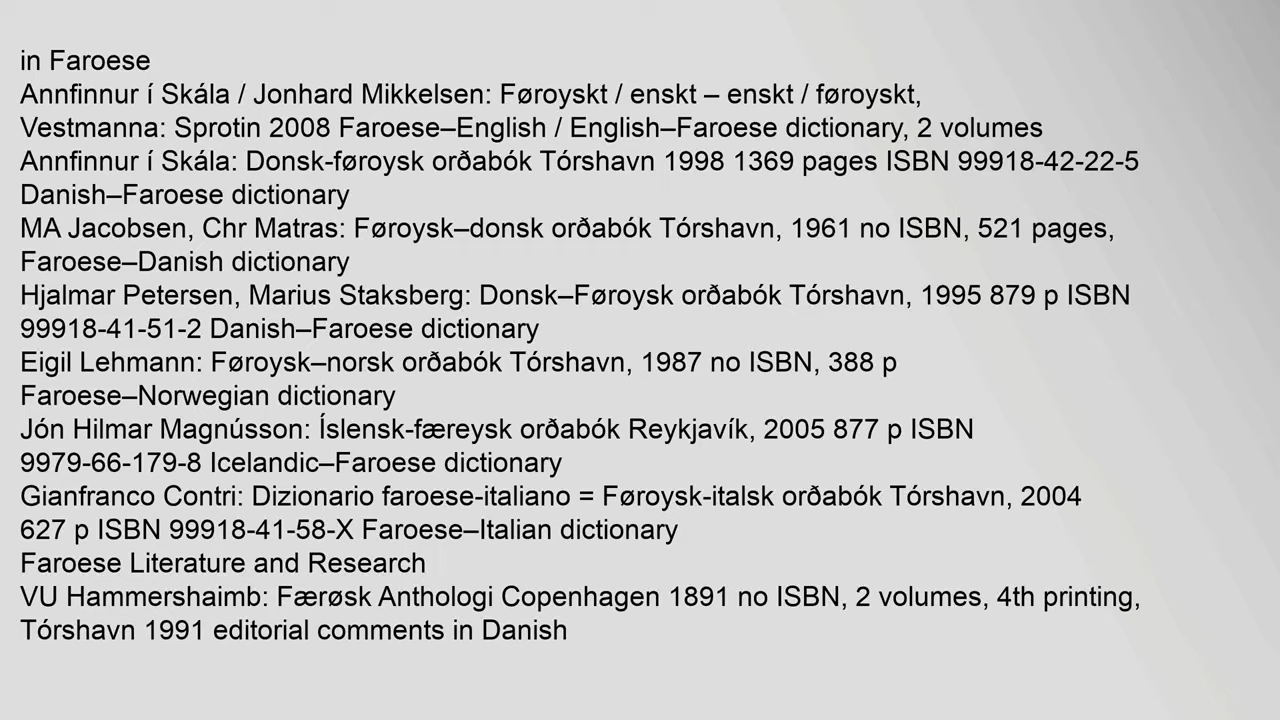 in Faroese
Annfinnur í Skála / Jonhard Mikkelsen: Føroyskt / enskt – enskt / føroyskt,
Vestmanna: Sprotin 2008 Faroese–English / English–Faroese dictionary, 2 volumes
Annfinnur í Skála: Donsk-føroysk orðabók Tórshavn 1998 1369 pages ISBN 99918-42-22-5
Danish–Faroese dictionary
MA Jacobsen, Chr Matras: Føroysk–donsk orðabók Tórshavn, 1961 no ISBN, 521 pages,
Faroese–Danish dictionary
Hjalmar Petersen, Marius Staksberg: Donsk–Føroysk orðabók Tórshavn, 1995 879 p ISBN
99918-41-51-2 Danish–Faroese dictionary
Eigil Lehmann: Føroysk–norsk orðabók Tórshavn, 1987 no ISBN, 388 p
Faroese–Norwegian dictionary
Jón Hilmar Magnússon: Íslensk-færeysk orðabók Reykjavík, 2005 877 p ISBN
9979-66-179-8 Icelandic–Faroese dictionary
Gianfranco Contri: Dizionario faroese-italiano = Føroysk-italsk orðabók Tórshavn, 2004
627 p ISBN 99918-41-58-X Faroese–Italian dictionary
Faroese Literature and Research
VU Hammershaimb: Færøsk Anthologi Copenhagen 1891 no ISBN, 2 volumes, 4th printing,
Tórshavn 1991 editorial comments in Danish